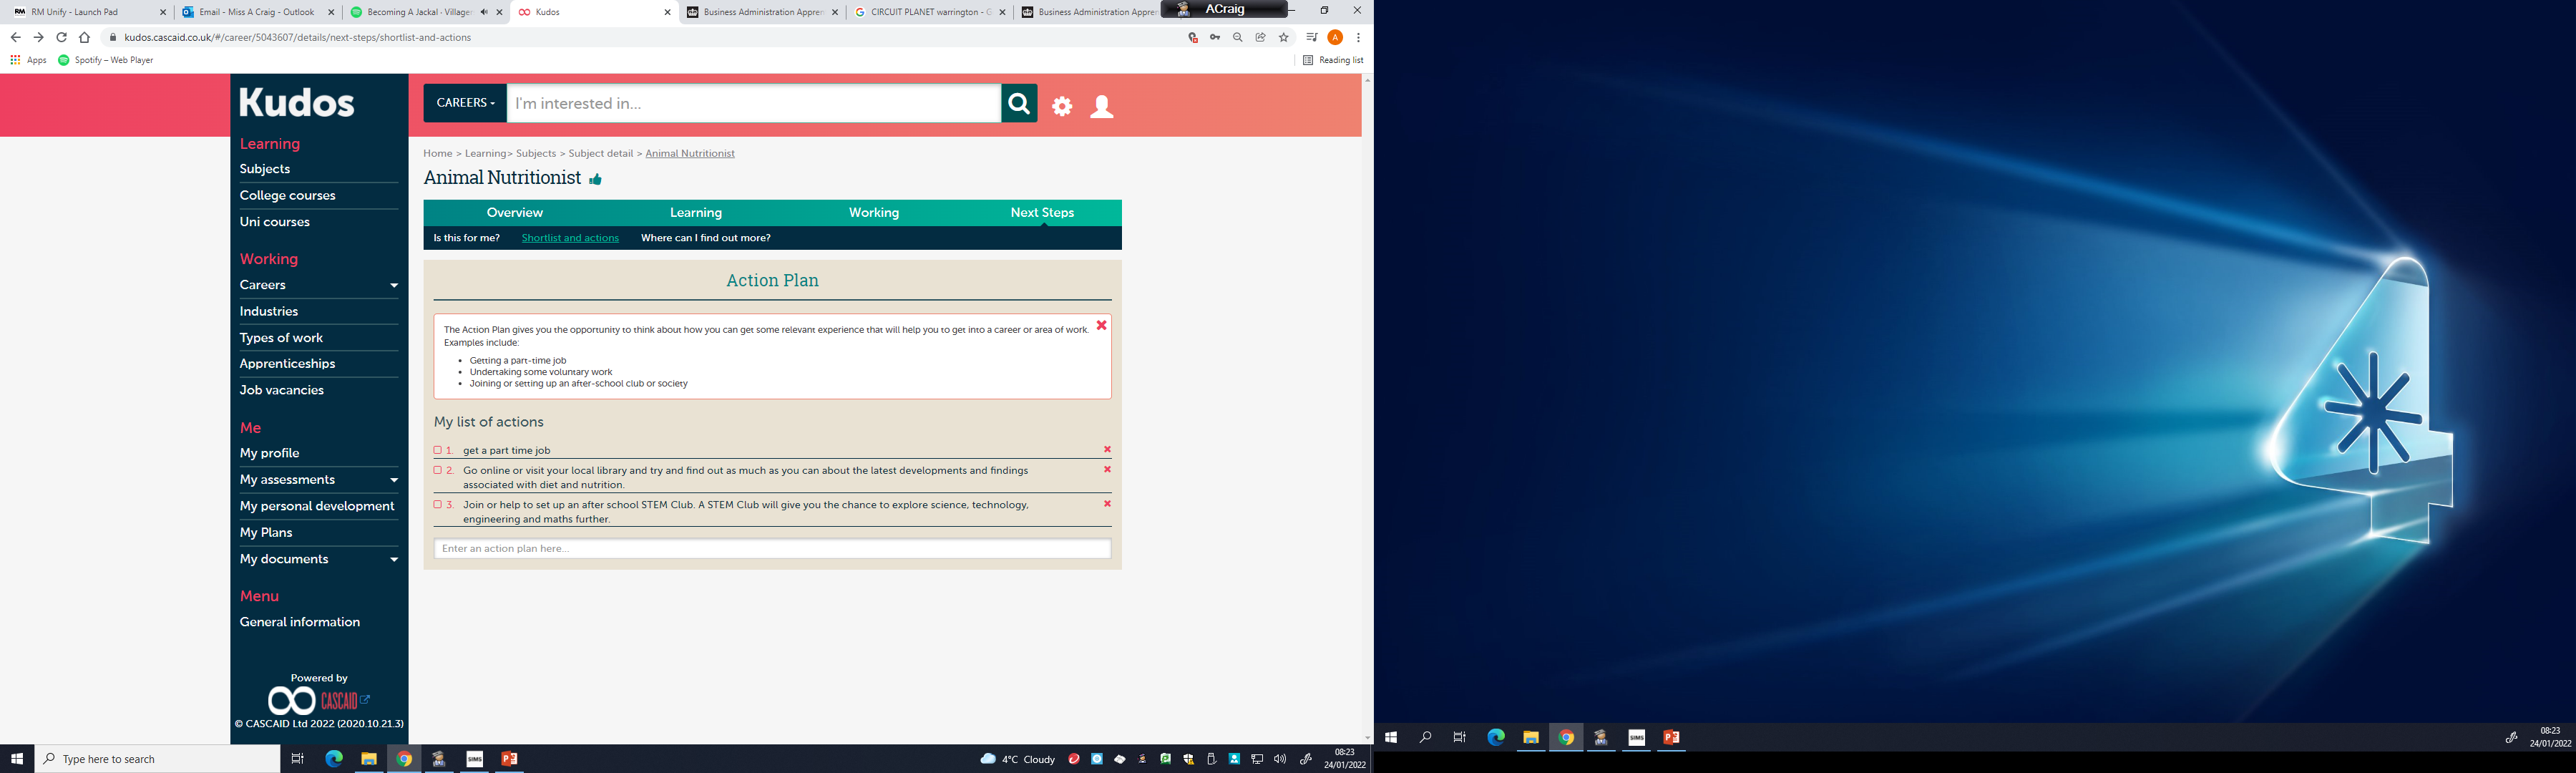 RM Unify - Launch Pad
Email - Miss A Craig - Outlook
Becoming A Jackal · Villager
Kudos
Business Administration Appren
CIRCUIT PLANET warrington - G
Business Administration Appren
ACraig
kudos.cascaid.co.uk/#/career/5043607/details/next-steps/shortlist-and-actions
A
Apps
Spotify – Web Player
Reading list
Kudos
CAREERS
I'm interested in...
Learning
Subjects
College courses
Uni courses
Working
Careers
Industries
Types of work
Apprenticeships
Job vacancies
Me
My profile
My assessments
My personal development
My Plans
My documents
Menu
General information
Powered by
CASCAID
© CASCAID Ltd 2022 (2020.10.21.3)
Home > Learning> Subjects > Subject detail > Animal Nutritionist
Animal Nutritionist
Overview Learning Working Next Steps
Is this for me? Shortlist and actions Where can I find out more?
Action Plan
The Action Plan gives you the opportunity to think about how you can get some relevant experience that will help you to get into a career or area of work.
Examples include:
• Getting a part-time job
• Undertaking some voluntary work
• Joining or setting up an after-school club or society
My list of actions
1. get a part time job
2. Go online or visit your local library and try and find out as much as you can about the latest developments and findings
associated with diet and nutrition.
3. Join or help to set up an after school STEM Club. A STEM Club will give you the chance to explore science, technology,
engineering and maths further.
Enter an action plan here...
Type here to search
SIMS
4°C Cloudy
08:23
24/01/2022
SIMS
08:23
24/01/2022